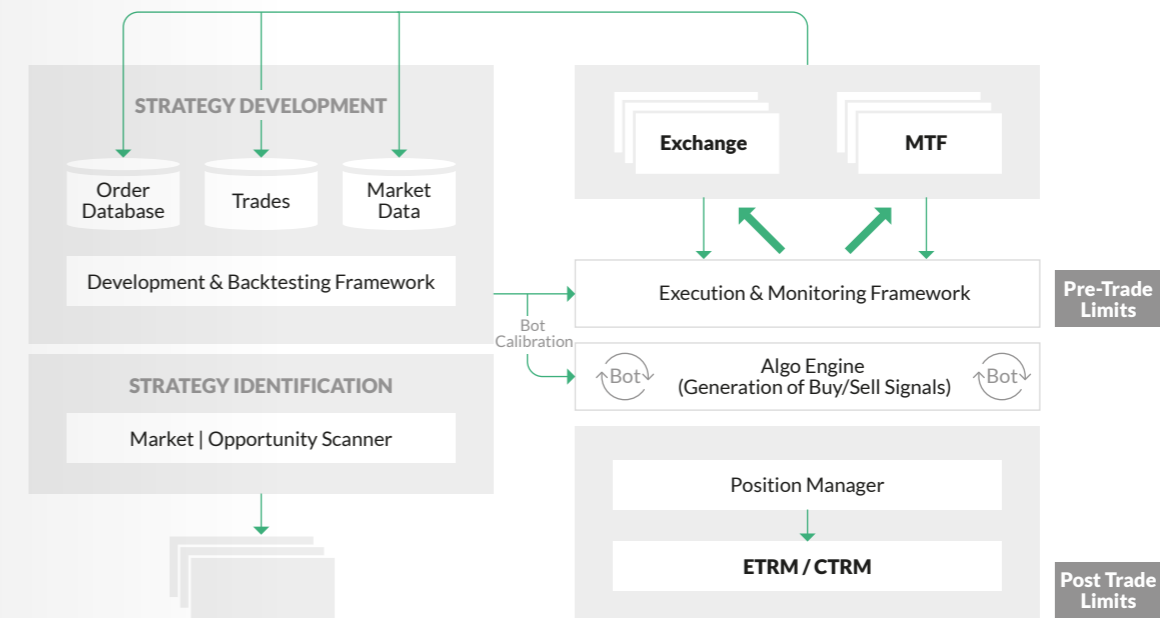 STRATEGY DEVELOPMENT
Order
Database
Trades
Market
Data
Development & Backtesting Framework
STRATEGY IDENTIFICATION
Market | Opportunity Scanner
Bot
Calibration
Exchange
MTF
Execution & Monitoring Framework
Pre-Trade
Limits
Bot
Algo Engine
(Generation of Buy/Sell Signals)
Bot
Position Manager
ETRM / CTRM
Post Trade
Limits